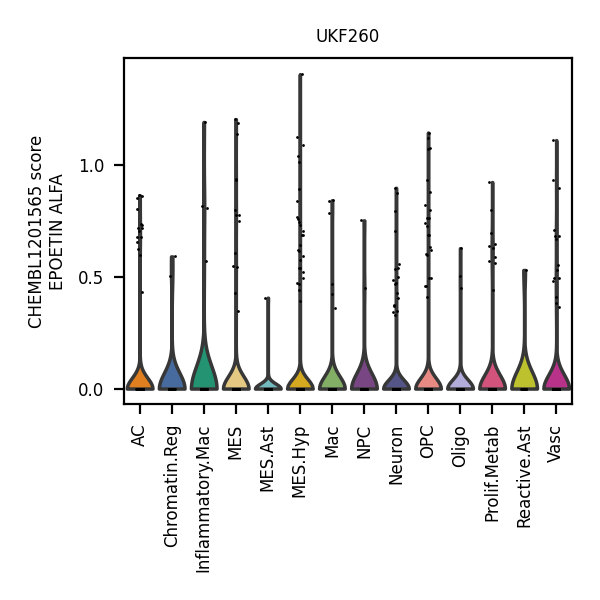 UKF260
CHEMBL1201565 score
EPOETIN ALFA
1.0
0.5
0.0
AC
Chromatin.Reg
Inflammatory.Mac
MES
MES.Ast
MES.Hyp
Mac
NPC
Neuron
OPC
Oligo
Prolif.Metab
Reactive.Ast
Vasc